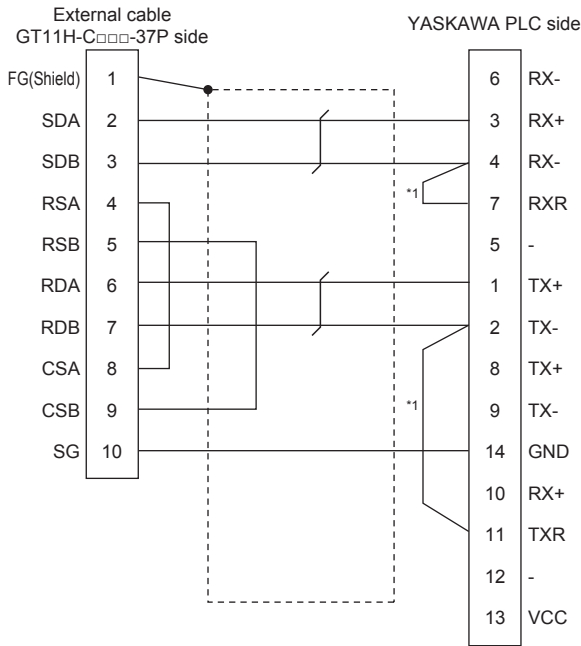 External cable
GT11H-C□□□-37P side
YASKAWA PLC side
FG(Shield) 1 6 RX-
SDA 2 3 RX+
SDB 3 4 RX-
*1
RSA 4 7 RXR
RSB 5 5 -
RDA 6 1 TX+
RDB 7 2 TX-
CSA 8 8 TX+
CSB 9 *1 9 TX-
SG 10 14 GND
10 RX+
11 TXR
12 -
13 VCC